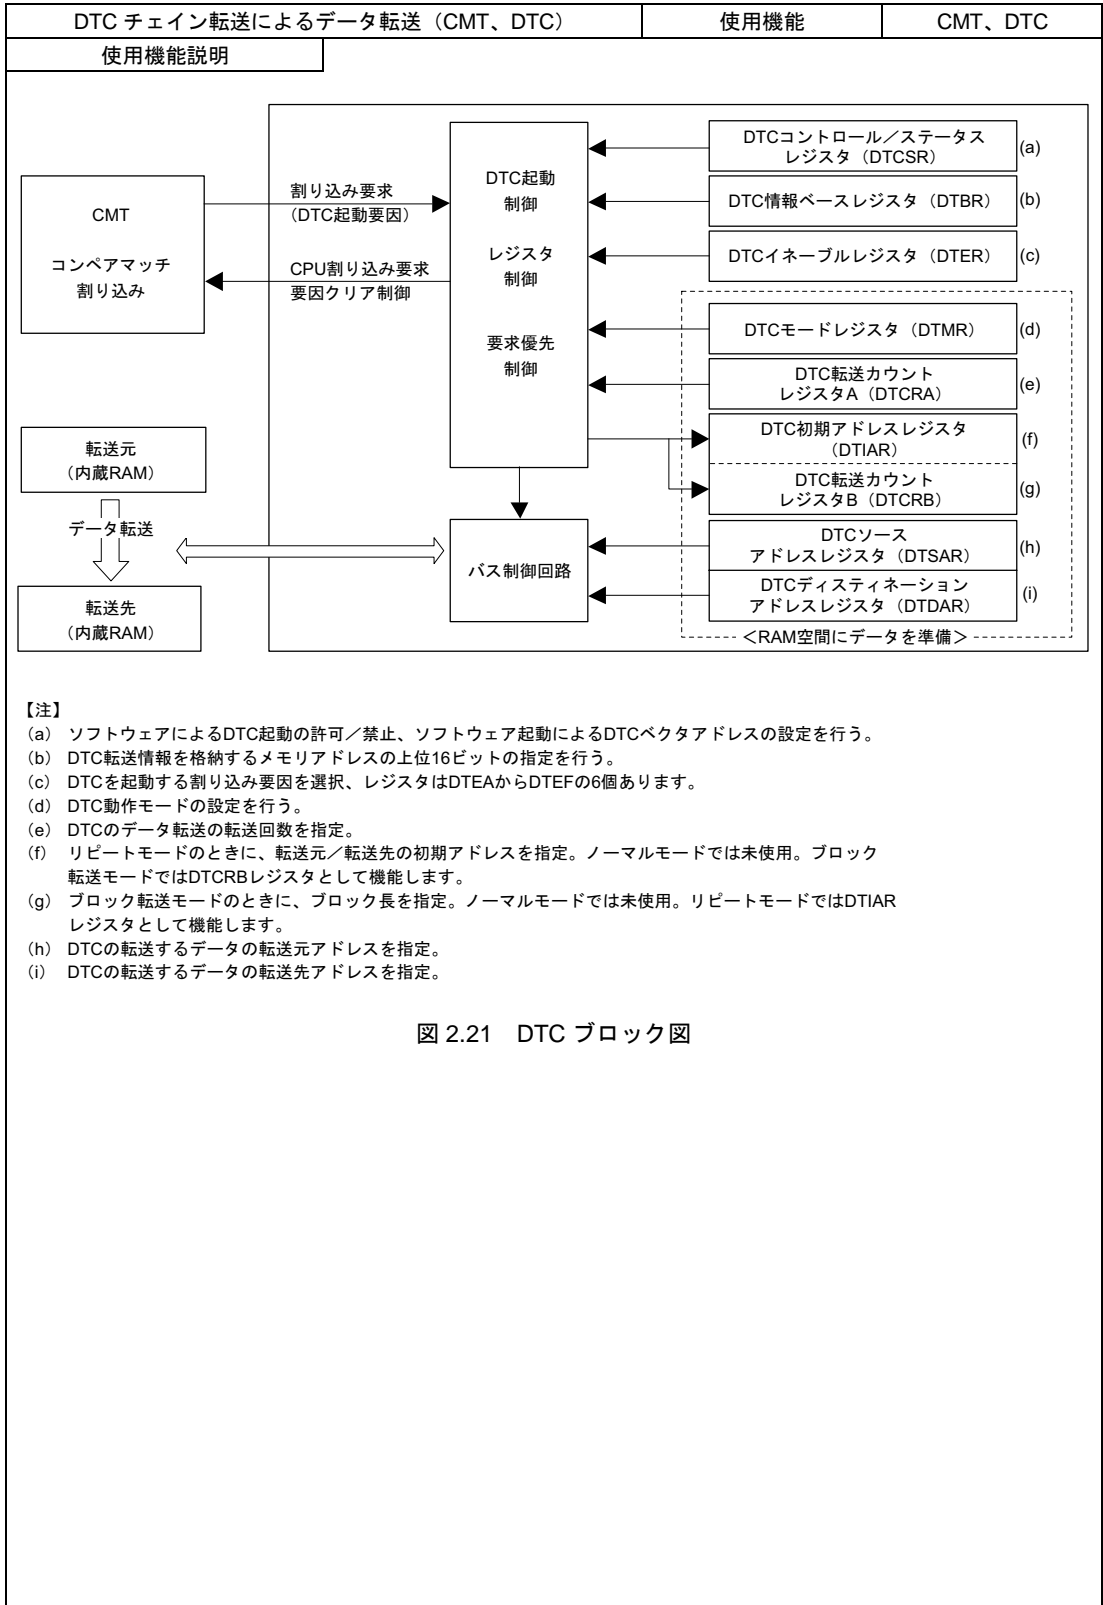 DTC チェイン転送によるデータ転送（CMT、DTC）
使用機能
CMT、DTC
使用機能説明
CMT
コンペアマッチ
割り込み
割り込み要求
（DTC起動要因）
CPU割り込み要求
要因クリア制御
DTC起動
制御
レジスタ
制御
要求優先
制御
DTCコントロール／ステータス
レジスタ（DTCSR）
(a)
DTC情報ベースレジスタ（DTBR）
(b)
DTCイネーブルレジスタ（DTER）
(c)
DTCモードレジスタ（DTMR）
(d)
DTC転送カウント
レジスタA（DTCRA）
(e)
DTC初期アドレスレジスタ
（DTIAR）
(f)
DTC転送カウント
レジスタB（DTCRB）
(g)
DTCソース
アドレスレジスタ（DTSAR）
(h)
DTCディスティネーション
アドレスレジスタ（DTDAR）
(i)
＜RAM空間にデータを準備＞
転送元
（内蔵RAM）
データ転送
転送先
（内蔵RAM）
バス制御回路
【注】
（a） ソフトウェアによるDTC起動の許可／禁止、ソフトウェア起動によるDTCベクタアドレスの設定を行う。
（b） DTC転送情報を格納するメモリアドレスの上位16ビットの指定を行う。
（c） DTCを起動する割り込み要因を選択、レジスタはDTEAからDTEFの6個あります。
（d） DTC動作モードの設定を行う。
（e） DTCのデータ転送の転送回数を指定。
（f） リピートモードのときに、転送元／転送先の初期アドレスを指定。ノーマルモードでは未使用。ブロック
転送モードではDTCRBレジスタとして機能します。
（g） ブロック転送モードのときに、ブロック長を指定。ノーマルモードでは未使用。リピートモードではDTIAR
レジスタとして機能します。
（h） DTCの転送するデータの転送元アドレスを指定。
（i） DTCの転送するデータの転送先アドレスを指定。
図 2.21 DTC ブロック図